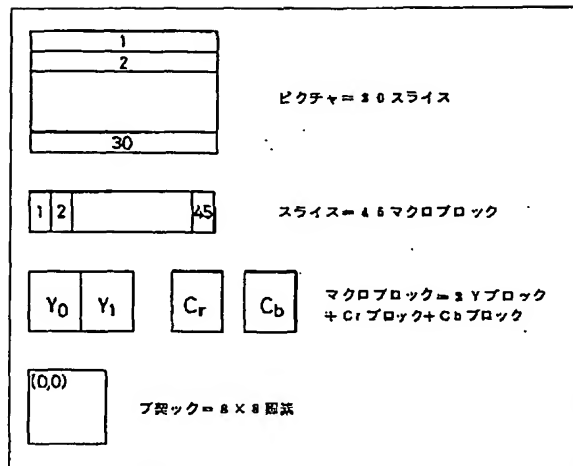 1
2
30
ピクチャ=30スライス
1 2 45
スライス=45マクロブロック
Y0 Y1 Cr Cb
マクロブロック=2Yブロック
+Crブロック+Cbブロック
(0,0)
ブ契ック=8×8